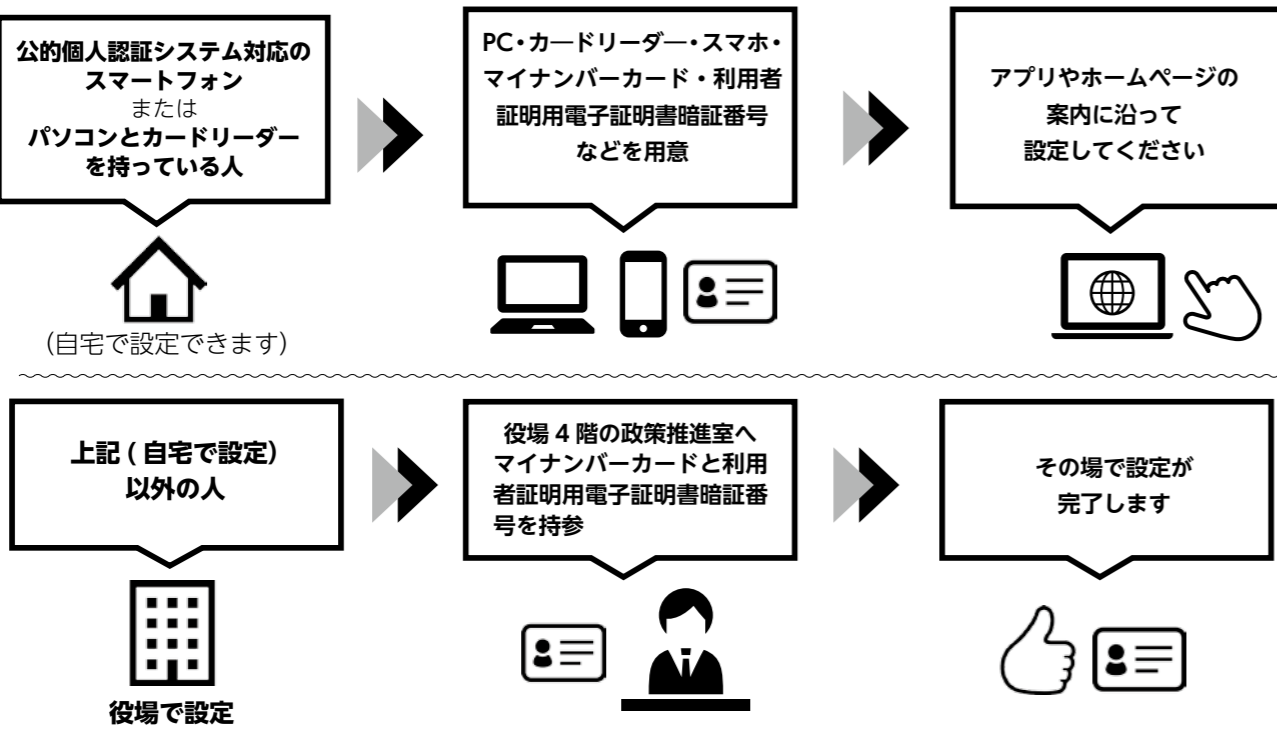 公的個人認証システム対応の
スマートフォン
または
パソコンとカードリーダー
を持っている人
(自宅で設定できます)
PC・カ―ドリーダ―・スマホ・
マイナンバーカード・利用者
証明用電子証明書暗証番号
などを用意
アプリやホームページの
案内に沿って
設定してください
上記 ( 自宅で設定)
以外の人
役場で設定
役場 4 階の政策推進室へ
マイナンバーカードと利用
者証明用電子証明書暗証番
号を持参
その場で設定が
完了します